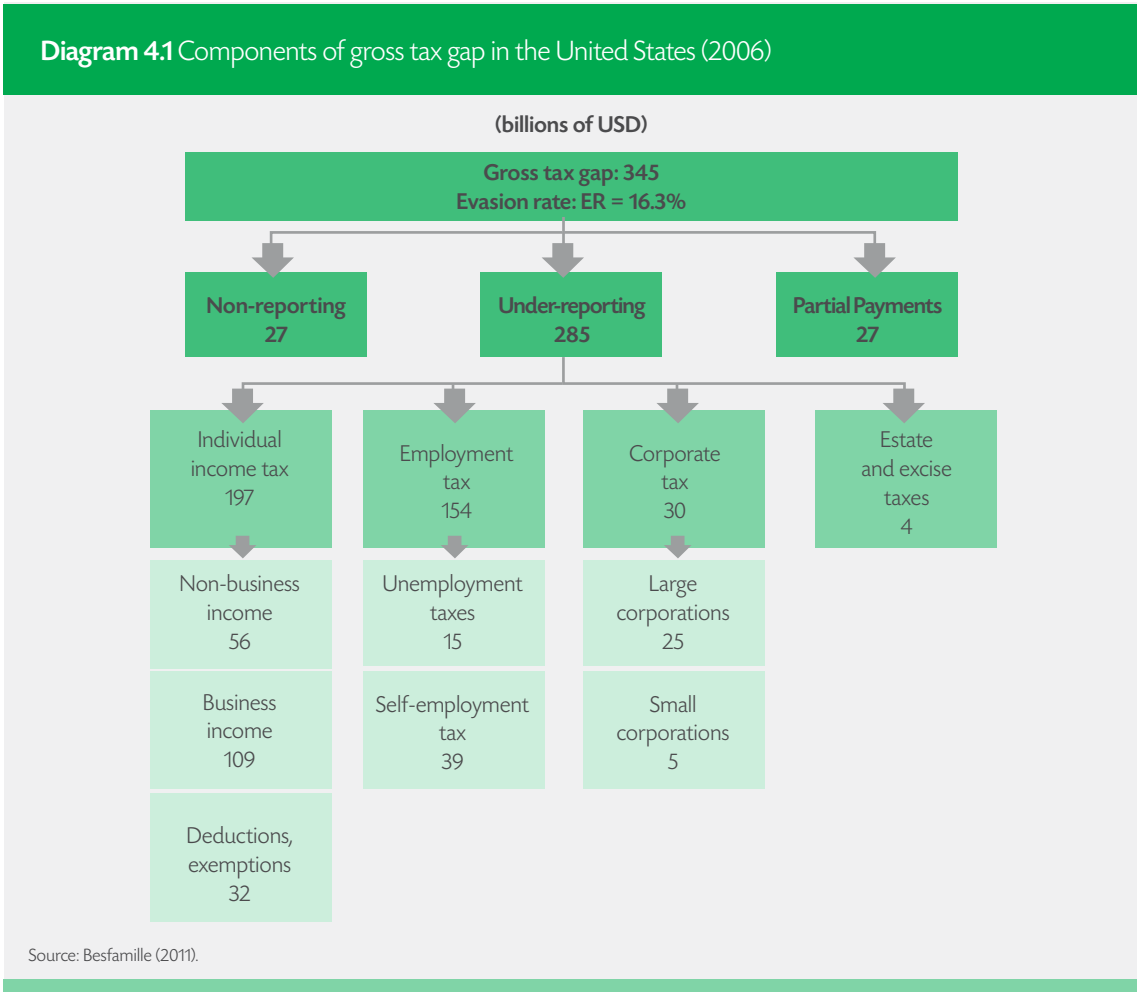 Diagram 4.1 Components of gross tax gap in the United States (2006)
(billions of USD)
Gross tax gap: 345
Evasion rate: ER = 16.3%
Non-reporting
27
Under-reporting
285
Partial Payments
27
Individual
income tax
197
Employment
tax
154
Corporate
tax
30
Estate
and excise
taxes
4
Non-business
income
56
Unemployment
taxes
15
Large
corporations
25
Business
income
109
Self-employment
tax
39
Small
corporations
5
Deductions,
exemptions
32
Source: Besfamille (2011).